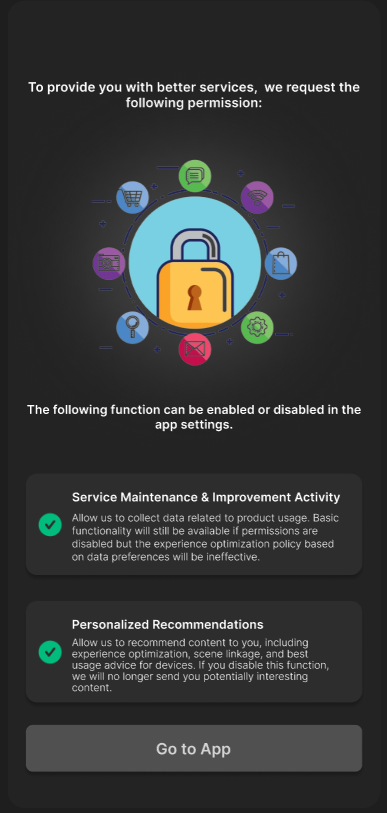 To provide you with better services,  we request the
following permission:
The following function can be enabled or disabled in the
app settings.
Service Maintenance & Improvement Activity
Allow us to collect data related to product usage. Basic
functionality will still be available if permissions are
disabled but the experience optimization policy based
on data preferences will be ineffective.
Personalized Recommendations
Allow us to recommend content to you, including
experience optimization, scene linkage, and best
usage advice for devices. If you disable this function,
we will no longer send you potentially interesting
content.
Go to App